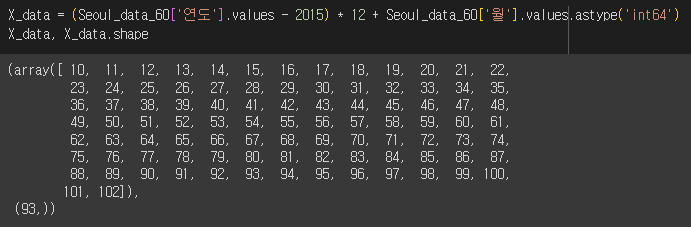 X_data = (Seoul_data_60['연도'].values - 2015) * 12 + Seoul_data_60['월'].values.astype('int64')
X_data, X_data.shape
(array([ 10, 11, 12, 13, 14, 15, 16, 17, 18, 19, 20, 21, 22,
23, 24, 25, 26, 27, 28, 29, 30, 31, 32, 33, 34, 35,
36, 37, 38, 39, 40, 41, 42, 43, 44, 45, 46, 47, 48,
49, 50, 51, 52, 53, 54, 55, 56, 57, 58, 59, 60, 61,
62, 63, 64, 65, 66, 67, 68, 69, 70, 71, 72, 73, 74,
75, 76, 77, 78, 79, 80, 81, 82, 83, 84, 85, 86, 87,
88, 89, 90, 91, 92, 93, 94, 95, 96, 97, 98, 99, 100,
101, 102]),
(93,))